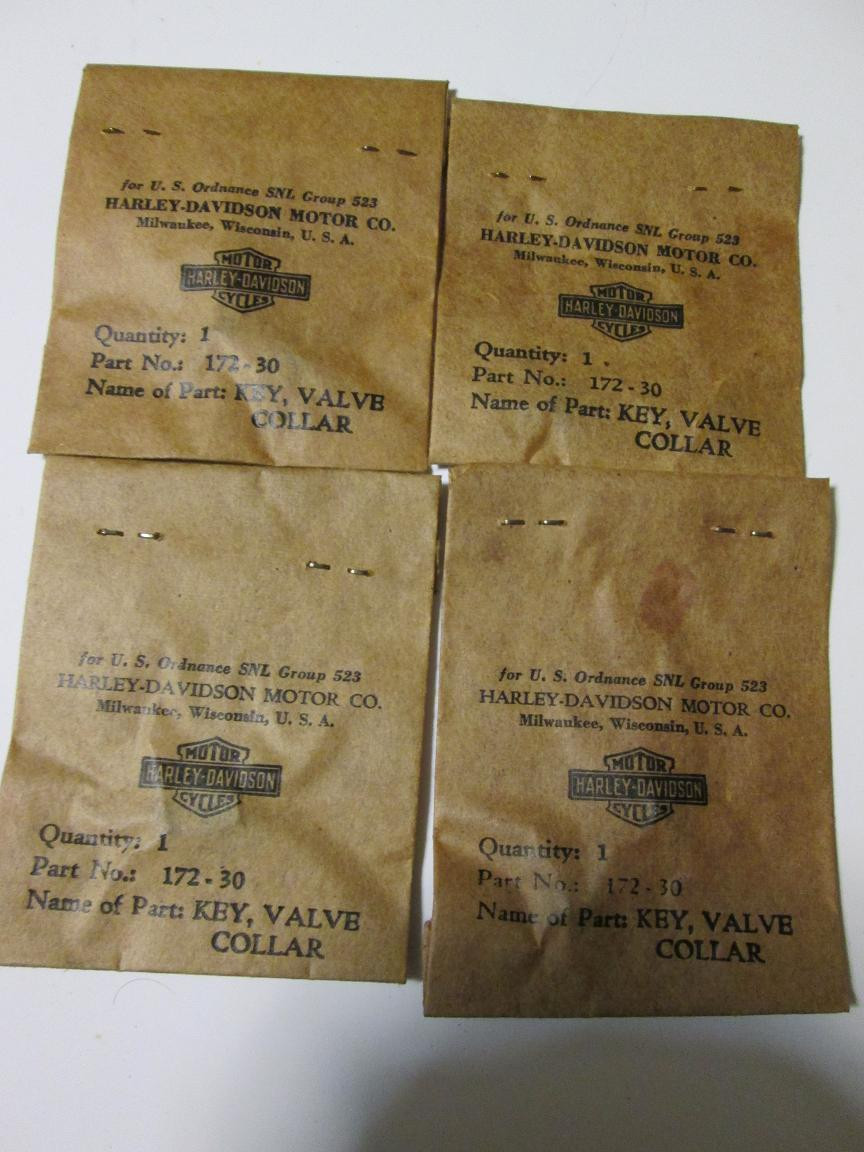 for U. S. Ordnance SNL Group 523
HARLEY-DAVIDSON MOTOR CO.
Milwaukee, Wisconsin, U. S. A.
MOTOR
HARLEY-DAVIDSON
CYCLES
Quantity: 1
Part No.: 172-30
Name of Part: KEY, VALVE
COLLAR
for U. S. Ordnance SNL Group 523
HARLEY-DAVIDSON MOTOR CO.
Milwaukee, Wisconsin, U. S. A.
MOTOR
HARLEY-DAVIDSON
CYCLES
Quantity: 1
Part No.: 172-30
Name of Part: KEY, VALVE
COLLAR
for U. S. Ordnance SNL Group 523
HARLEY-DAVIDSON MOTOR CO.
Milwaukee, Wisconsin, U. S. A.
MOTOR
HARLEY-DAVIDSON
CYCLES
Quantity: 1
Part No.: 172-30
Name of Part: KEY, VALVE
COLLAR
for U. S. Ordnance SNL Group 523
HARLEY-DAVIDSON MOTOR CO.
Milwaukee, Wisconsin, U. S. A.
MOTOR
HARLEY-DAVIDSON
CYCLES
Quantity: 1
Part No.: 172-30
Name of Part: KEY, VALVE
COLLAR